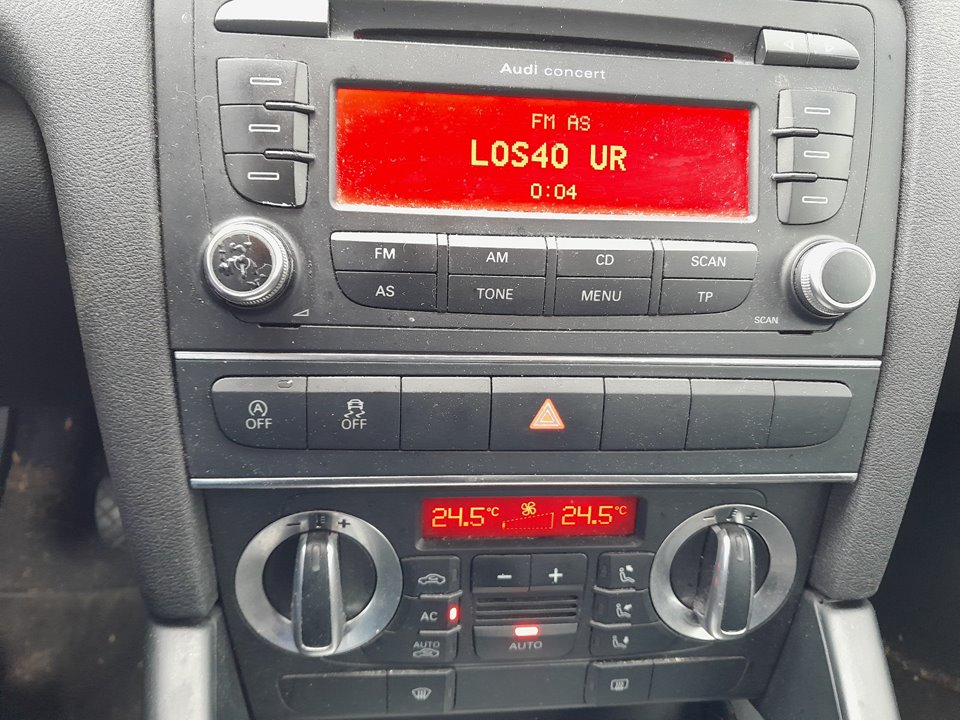 Audi concert
FM AS
LOS40 UR
0:04
FM AM CD SCAN
AS TONE MENU TP
SCAN
A OFF OFF
24.5°C 24.5°C
- + - +
- +
AC
AUTO AUTO